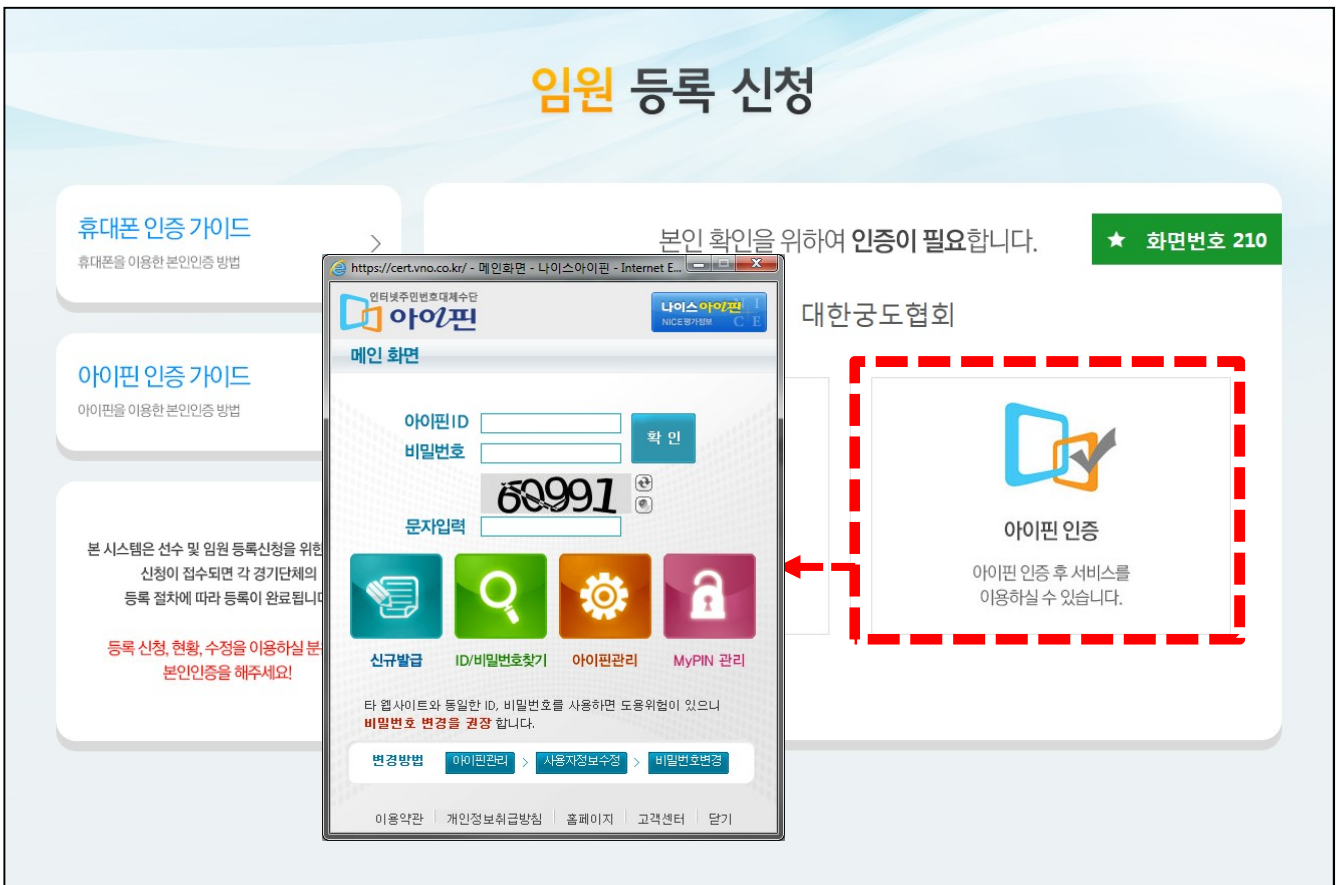 임원 등록 신청
휴대폰 인증 가이드
휴대폰을 이용한 본인인증 방법
아이핀 인증 가이드
아이핀을 이용한 본인인증 방법
본 시스템은 선수 및 임원 등록신청을 위한
신청이 접수되면 각 경기단체의
등록 절차에 따라 등록이 완료됩니다
등록 신청, 현황, 수정을 이용하실 분
본인인증을 해주세요!
본인 확인을 위하여 인증이 필요합니다.
★ 화면번호 210
대한궁도협회
아이핀 인증
아이핀 인증 후 서비스를
이용하실 수 있습니다.
https://cert.vno.co.kr/ - 메인화면 - 나이스아이핀 - Internet E...
인터넷주민번호대체수단
아이핀
나이스아이핀
NICE평가정보
NICE
메인 화면
아이핀ID
비밀번호
확 인
60991
문자입력
신규발급 ID/비밀번호찾기 아이핀관리 MyPIN 관리
타 웹사이트와 동일한 ID, 비밀번호를 사용하면 도용위험이 있으니
비밀번호 변경을 권장 합니다.
변경방법 아이핀관리 > 사용자정보수정 > 비밀번호변경
이용약관 개인정보취급방침 홈페이지 고객센터 닫기